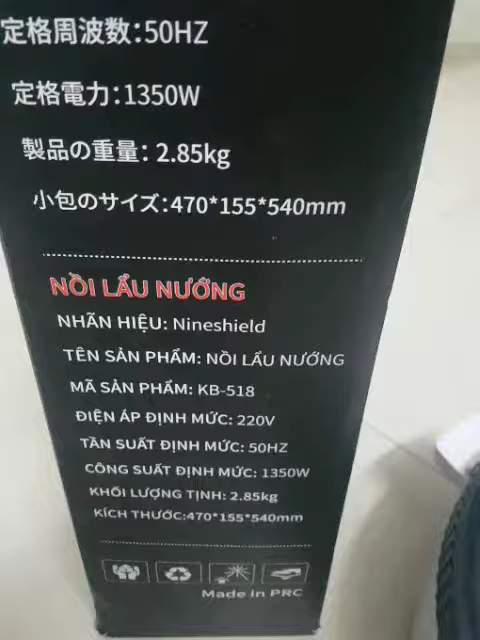 定格周波数:50HZ
定格電力:1350W
製品の重量: 2.85kg
小包のサイズ:470*155*540mm
NỒI LẨU NƯỚNG
NHÃN HIỆU: Nineshield
TÊN SẢN PHẨM: NỒI LẨU NƯỚNG
MÃ SẢN PHẨM: KB-518
ĐIỆN ÁP ĐỊNH MỨC: 220V
TẦN SUẤT ĐỊNH MỨC: 50HZ
CÔNG SUẤT ĐỊNH MỨC: 1350W
KHỐI LƯỢNG TỊNH: 2.85kg
KÍCH THƯỚC:470*155*540mm
Made in PRC